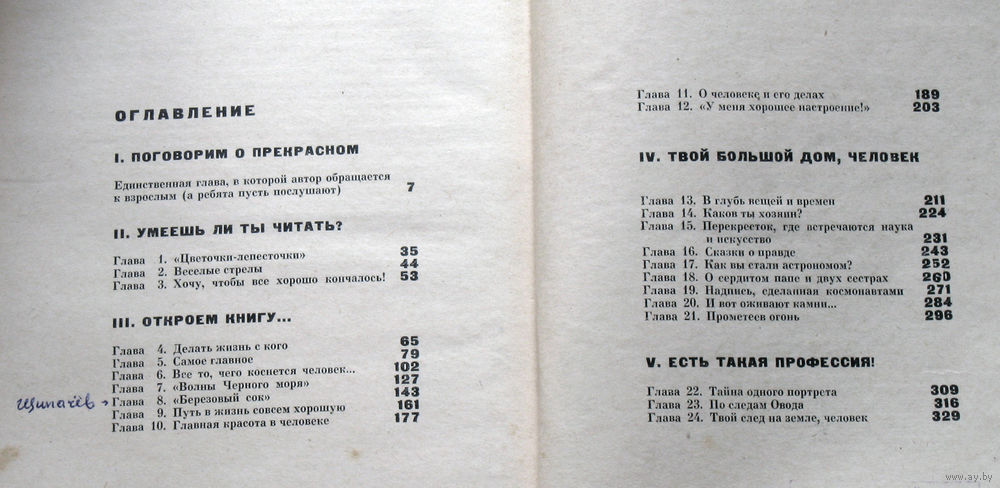 ОГЛАВЛЕНИЕ
I. ПОГОВОРИМ О ПРЕКРАСНОМ
Единственная глава, в которой автор обращается
к взрослым (а ребята пусть послушают) 7
II. УМЕЕШЬ ЛИ ТЫ ЧИТАТЬ?
Глава 1. «Цветочки-лепесточки» 35
Глава 2. Веселые стрелы 44
Глава 3. Хочу, чтобы все хорошо кончалось! 53
III. ОТКРОЕМ КНИГУ...
Глава 4. Делать жизнь с кого 65
Глава 5. Самое главное 79
Глава 6. Все то, чего коснется человек... 102
Глава 7. «Волны Черного моря» 127
Щипачёв → Глава 8. «Березовый сок» 143
Глава 9. Путь в жизнь совсем хорошую 161
Глава 10. Главная красота в человеке 177
Глава 11. О человеке и его делах 189
Глава 12. «У меня хорошее настроение!» 203
IV. ТВОЙ БОЛЬШОЙ ДОМ, ЧЕЛОВЕК
Глава 13. В глубь вещей и времен 211
Глава 14. Каков ты хозяин? 224
Глава 15. Перекресток, где встречаются наука
и искусство 231
Глава 16. Сказки о правде 243
Глава 17. Как вы стали астрономом? 252
Глава 18. О сердитом папе и двух сестрах 260
Глава 19. Надпись, сделанная космонавтами 271
Глава 20. И вот оживают камни... 284
Глава 21. Прометеев огонь 296
V. ЕСТЬ ТАКАЯ ПРОФЕССИЯ!
Глава 22. Тайна одного портрета 309
Глава 23. По следам Овода 316
Глава 24. Твой след на земле, человек 329
www.ay.by